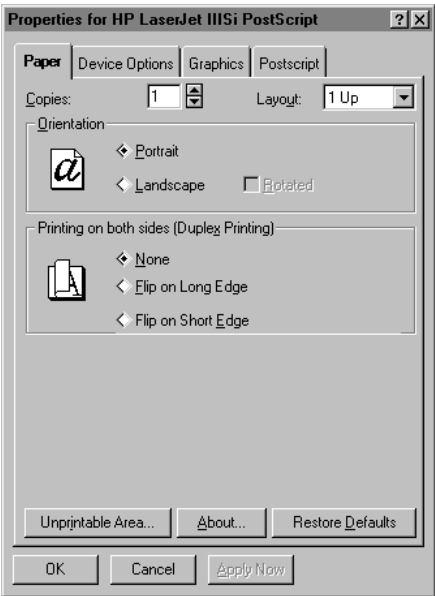 Properties for HP LaserJet IIISi PostScript ? X
Paper Device Options Graphics Postscript
Copies: 1 Layout: 1 Up
Orientation
a
Portrait
Landscape Rotated
Printing on both sides (Duplex Printing)
A
None
Flip on Long Edge
Flip on Short Edge
Unprintable Area... About... Restore Defaults
OK Cancel Apply Now